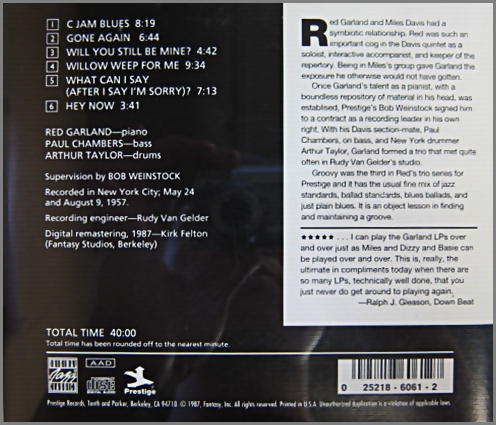 1 C JAM BLUES 8:19
2 GONE AGAIN 6:44
3 WILL YOU STILL BE MINE? 4:42
4 WILLOW WEEP FOR ME 9:34
5 WHAT CAN I SAY
(AFTER I SAY I'M SORRY)? 7:13
6 HEY NOW 3:41
RED GARLAND—piano
PAUL CHAMBERS—bass
ARTHUR TAYLOR—drums
Supervision by BOB WEINSTOCK
Recorded in New York City; May 24
and August 9, 1957.
Recording engineer—Rudy Van Gelder
Digital remastering, 1987—Kirk Felton
(Fantasy Studios, Berkeley)
Red Garland and Miles Davis had a
symbiotic relationship. Red was such an
important cog in the Davis quintet as a
soloist, interactive accompanist, and keeper of the
repertory. Being in Miles's group gave Garland the
exposure he otherwise would not have gotten.
Once Garland's talent as a pianist, with a
boundless repository of material in his head, was
establised, Prestige's Bob Weinstock signed him
to a contract as a recording leader in his own
right. With his Davis section-mate, Paul
Chambers, on bass, and New York drummer
Arthur Taylor, Garland formed a trio that met quite
often in Rudy Van Gelder's studio.
Groovy was the third in Red's trio series for
Prestige and it has the usual fine mix of jazz
standards, ballad standards, blues ballads, and
just plain blues. It is an object lesson in finding
and maintaining a groove.
★★★★★ . . . I can play the Garland LPs over
and over just as Miles and Dizzy and Basie can
be played over and over. This is, really, the
ultimate in compliments today when there are
so many LPs, technically well done, that you
just never do get around to playing again.
—Ralph J. Gleason, Down Beat
TOTAL TIME 40:00
Total time has been rounded off to the nearest minute.
AAD
Prestige
0 25218-6061-2
Prestige Records, Tenth and Parker, Berkeley, CA 94710. © 1987, Fantasy, Inc. All rights reserved. Printed in U.S.A. Unauthorized duplication is a violation of applicable laws.